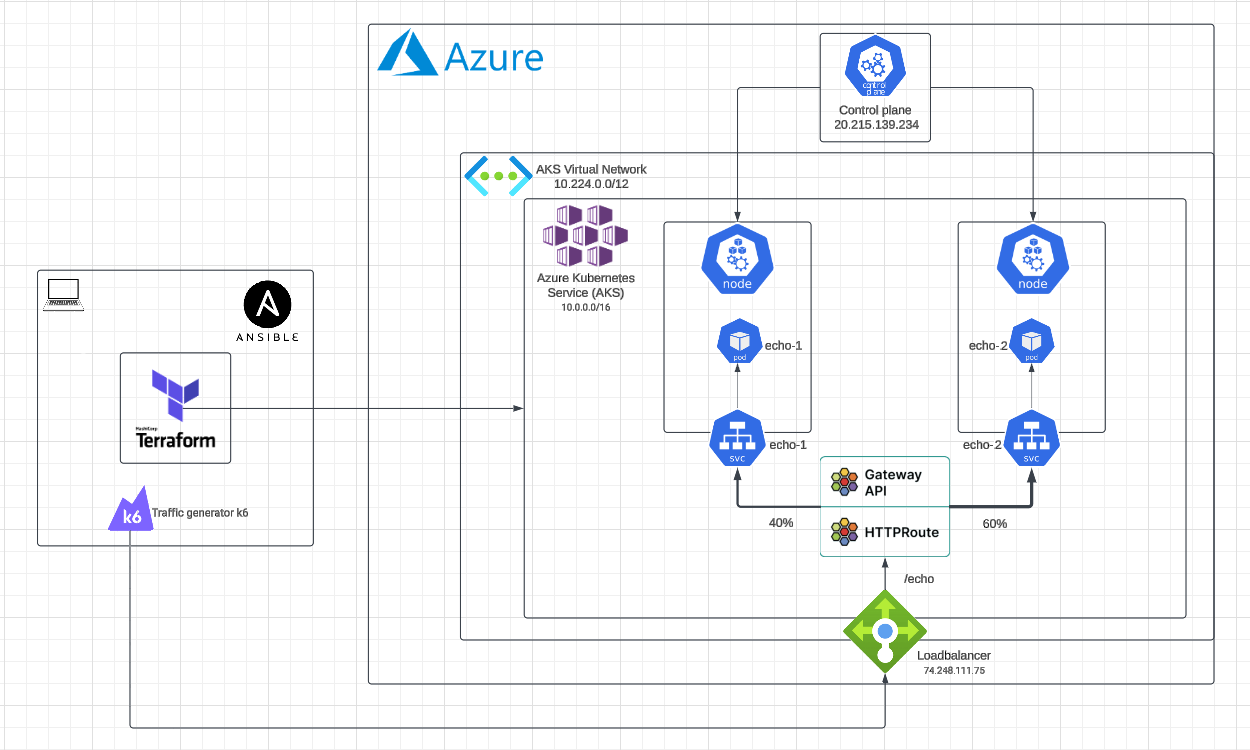 Azure
control
plane
Control plane
20.215.139.234
AKS Virtual Network
10.224.0.0/12
Azure Kubernetes
Service (AKS)
10.0.0.0/16
node
node
pod
echo-1
echo-2
pod
svc
echo-1
echo-2
svc
ANSIBLE
HashiCorp
Terraform
k6
Traffic generator k6
Gateway
API
HTTPRoute
40%
60%
/echo
Loadbalancer
74.248.111.75